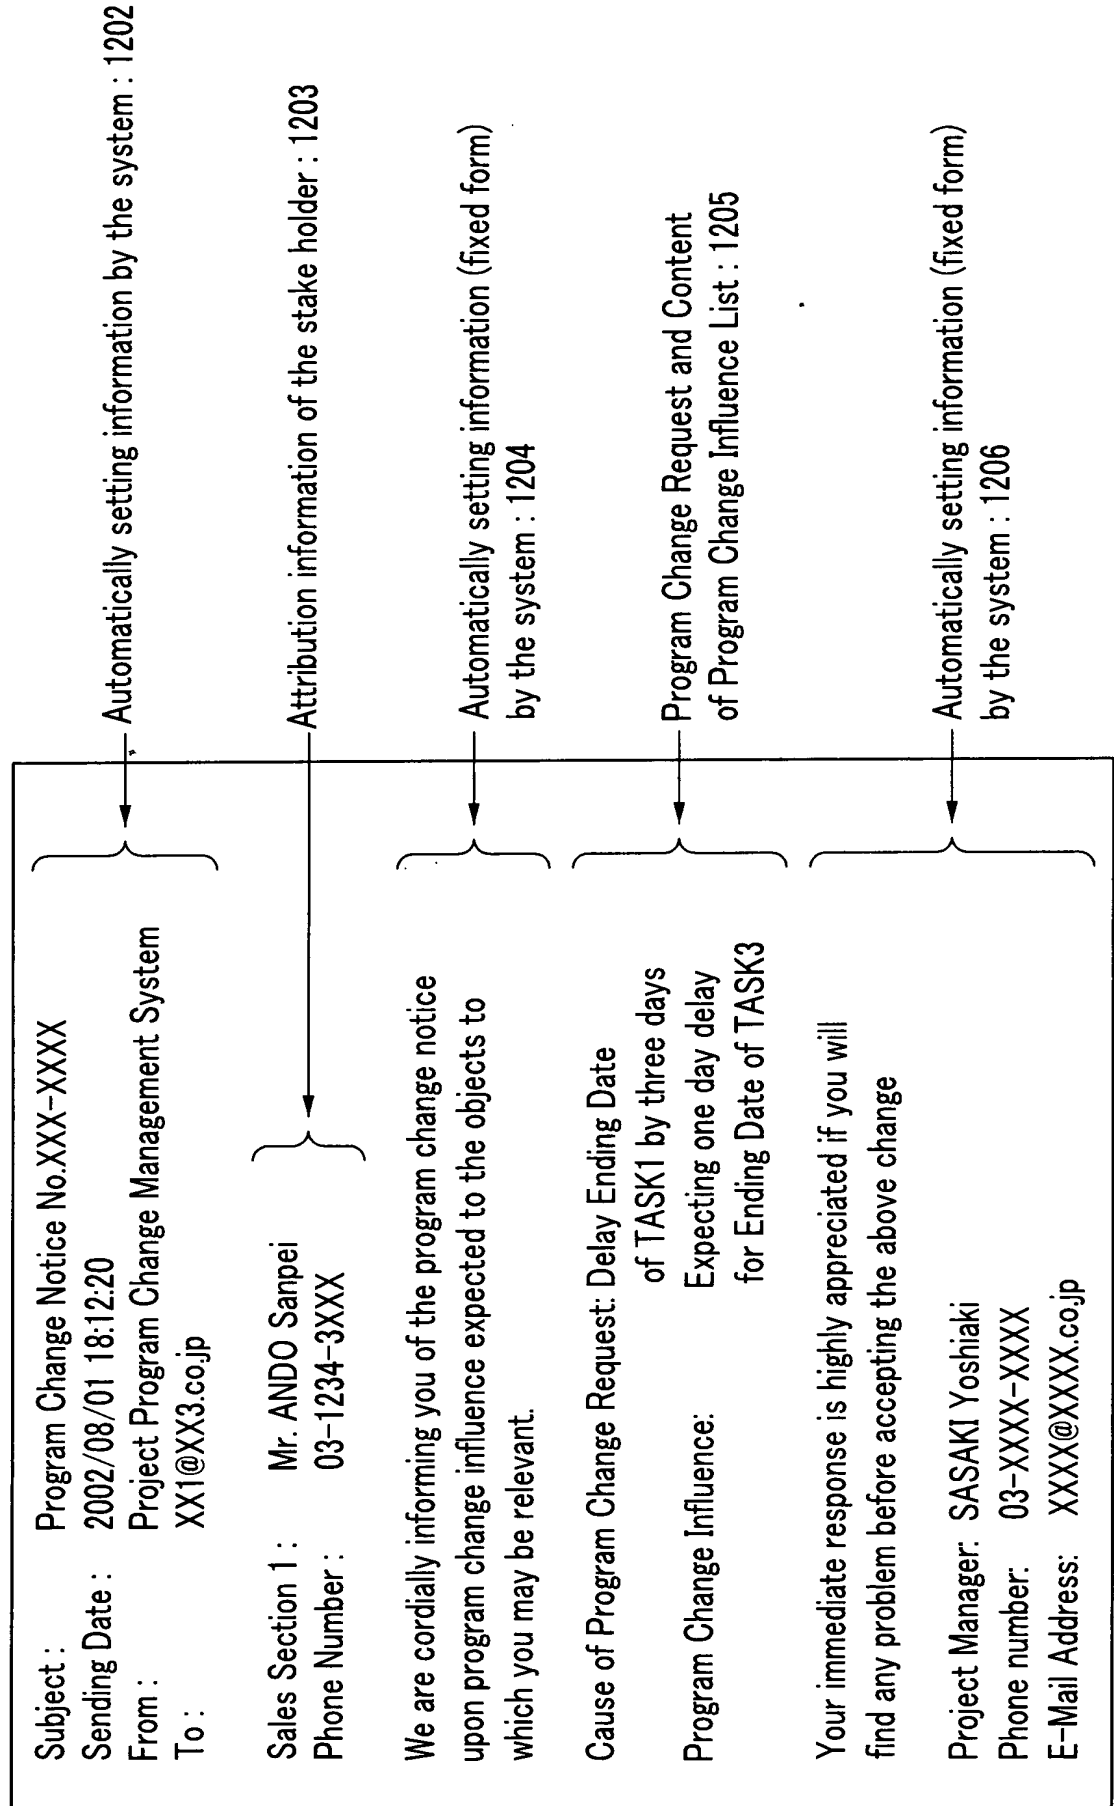 Subject : Program Change Notice No.XXX-XXXX
Sending Date : 2002/08/01 18:12:20
From : Project Program Change Management System
To : XX1@XX3.co.jp
Automatically setting information by the system : 1202
Sales Section 1 : Mr. ANDO Sanpei
Phone Number : 03-1234-3XXX
Attribution information of the stake holder : 1203
We are cordially informing you of the program change notice
upon program change influence expected to the objects to
which you may be relevant.
Automatically setting information (fixed form)
by the system : 1204
Cause of Program Change Request: Delay Ending Date
of TASK1 by three days
Program Change Influence: Expecting one day delay
for Ending Date of TASK3
Program Change Request and Content
of Program Change Influence List : 1205
Your immediate response is highly appreciated if you will
find any problem before accepting the above change
Project Manager: SASAKI Yoshiaki
Phone number: 03-XXXX-XXXX
E-Mail Address: XXXX@XXXX.co.jp
Automatically setting information (fixed form)
by the system : 1206